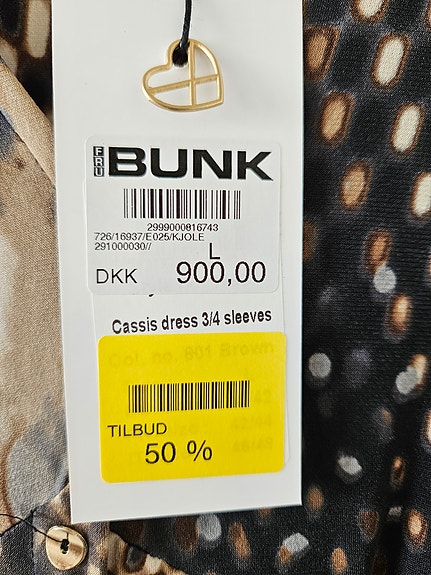 FRU BUNK
2999000816743
726/16937/E025/KJOLE
291000030//
L
DKK 900,00
Cassis dress 3/4 sleeves
Col. no. 801 Brown
TILBUD
50 %